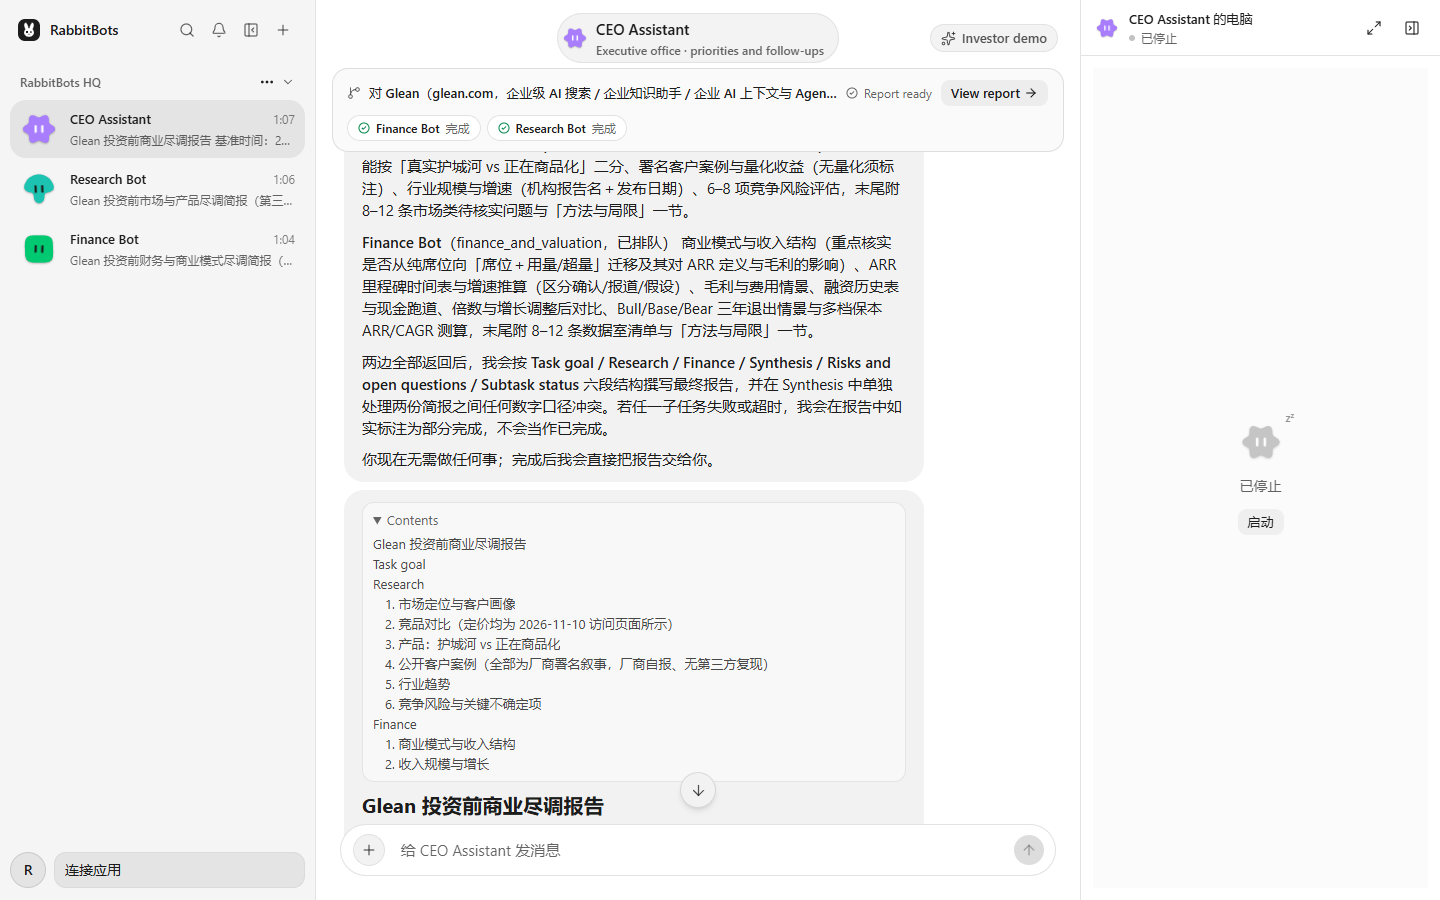 RabbitBots
RabbitBots HQ
CEO Assistant 1:07
Glean 投资前商业尽调报告 基准时间：2...
Research Bot 1:06
Glean 投资前市场与产品尽调简报（第三...
Finance Bot 1:04
Glean 投资前财务与商业模式尽调简报（...
R
连接应用
CEO Assistant
Executive office · priorities and follow-ups
Investor demo
对 Glean（glean.com，企业级 AI 搜索 / 企业知识助手 / 企业 AI 上下文与 Agen...
Report ready
View report →
Finance Bot 完成
Research Bot 完成
能按「真实护城河 vs 正在商品化」二分、署名客户案例与量化收益（无量化须标
注）、行业规模与增速（机构报告名 + 发布日期）、6–8 项竞争风险评估，末尾附
8–12 条市场类待核实问题与「方法与局限」一节。
Finance Bot（finance_and_valuation，已排队） 商业模式与收入结构（重点核实
是否从纯席位向「席位 + 用量/超量」迁移及其对 ARR 定义与毛利的影响）、ARR
里程碑时间表与增速推算（区分确认/报道/假设）、毛利与费用情景、融资历史表
与现金跑道、倍数与增长调整后对比、Bull/Base/Bear 三年退出情景与多档保本
ARR/CAGR 测算，末尾附 8–12 条数据室清单与「方法与局限」一节。
两边全部返回后，我会按 Task goal / Research / Finance / Synthesis / Risks and
open questions / Subtask status 六段结构撰写最终报告，并在 Synthesis 中单独
处理两份简报之间任何数字口径冲突。若任一子任务失败或超时，我会在报告中如
实标注为部分完成，不会当作已完成。
你现在无需做任何事；完成后我会直接把报告交给你。
▼ Contents
Glean 投资前商业尽调报告
Task goal
Research
1. 市场定位与客户画像
2. 竞品对比（定价均为 2026-11-10 访问页面所示）
3. 产品：护城河 vs 正在商品化
4. 公开客户案例（全部为厂商署名叙事，厂商自报、无第三方复现）
5. 行业趋势
6. 竞争风险与关键不确定项
Finance
1. 商业模式与收入结构
2. 收入规模与增长
Glean 投资前商业尽调报告
给 CEO Assistant 发消息
CEO Assistant 的电脑
已停止
zz
已停止
启动